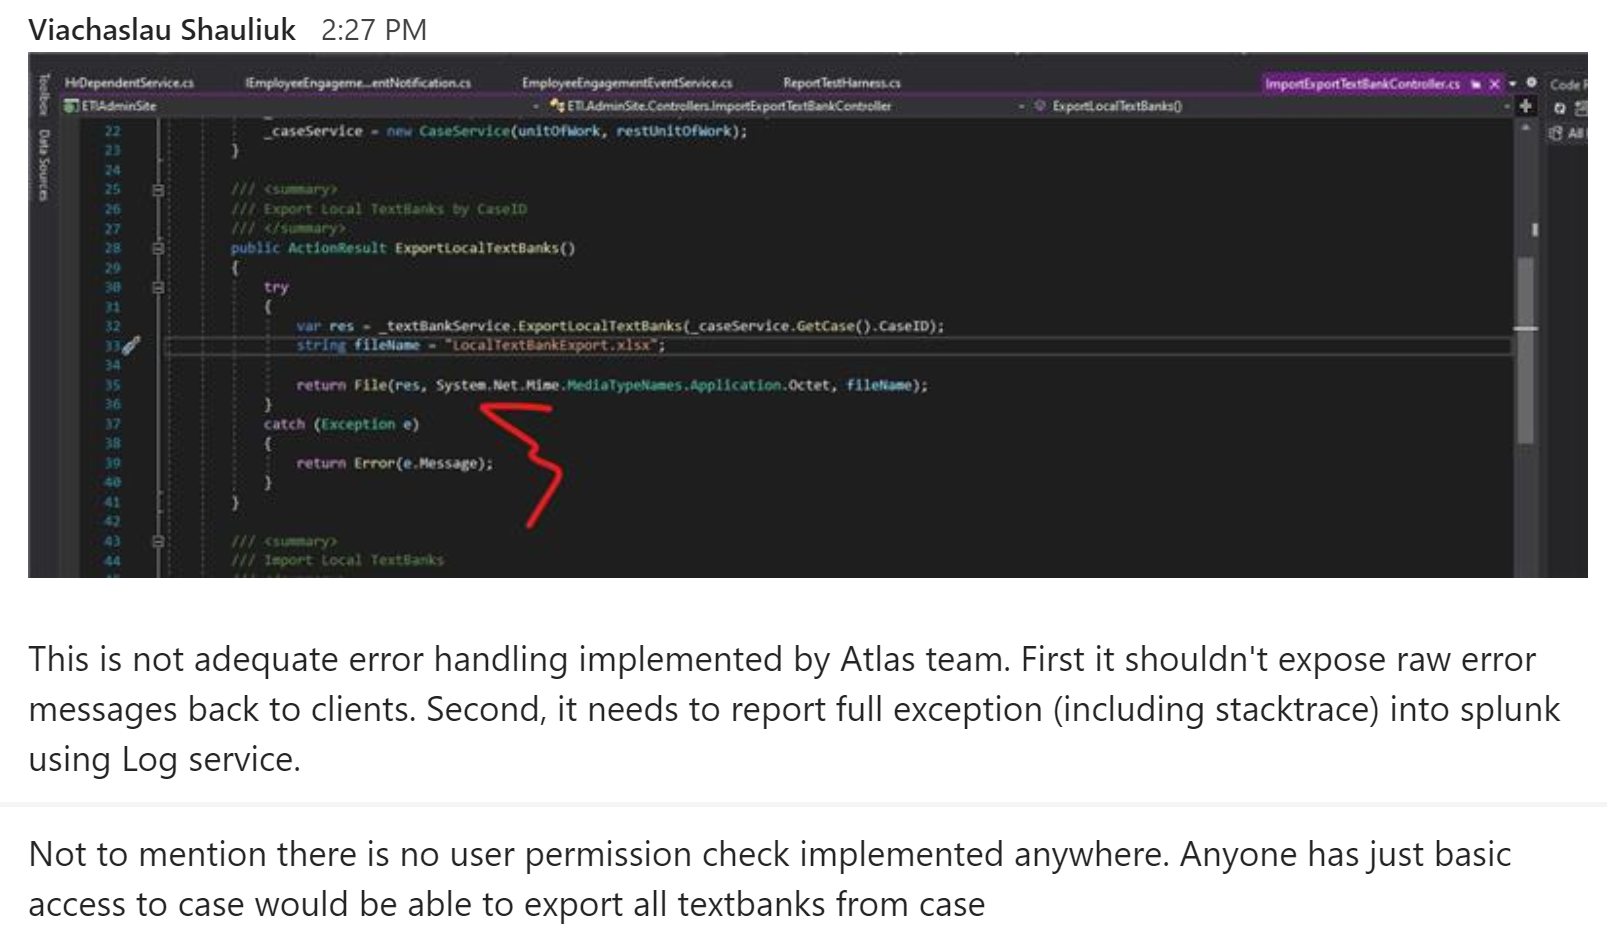 Viachaslau Shauliuk 2:27 PM
Toolbox
Data Sources
HrDependentService.cs IEmployeeEngageme...entNotification.cs EmployeeEngagementEventService.cs ReportTestHarness.cs ImportExportTextBankController.cs Code
ETIAdminSite ETI.AdminSite.Controllers.ImportExportTextBankController ExportLocalTextBanks()
All
22 _caseService = new CaseService(unitOfWork, restUnitOfWork);
23 }
24
25 /// <summary>
26 /// Export Local TextBanks by CaseID
27 /// </summary>
28 public ActionResult ExportLocalTextBanks()
29 {
30 try
31 {
32 var res = _textBankService.ExportLocalTextBanks(_caseService.GetCase().CaseID);
33 string fileName = "LocalTextBankExport.xlsx";
34
35 return File(res, System.Net.Mime.MediaTypeNames.Application.Octet, fileName);
36 }
37 catch (Exception e)
38 {
39 return Error(e.Message);
40 }
41 }
42
43 /// <summary>
44 /// Import Local TextBanks
This is not adequate error handling implemented by Atlas team. First it shouldn't expose raw error
messages back to clients. Second, it needs to report full exception (including stacktrace) into splunk
using Log service.
Not to mention there is no user permission check implemented anywhere. Anyone has just basic
access to case would be able to export all textbanks from case